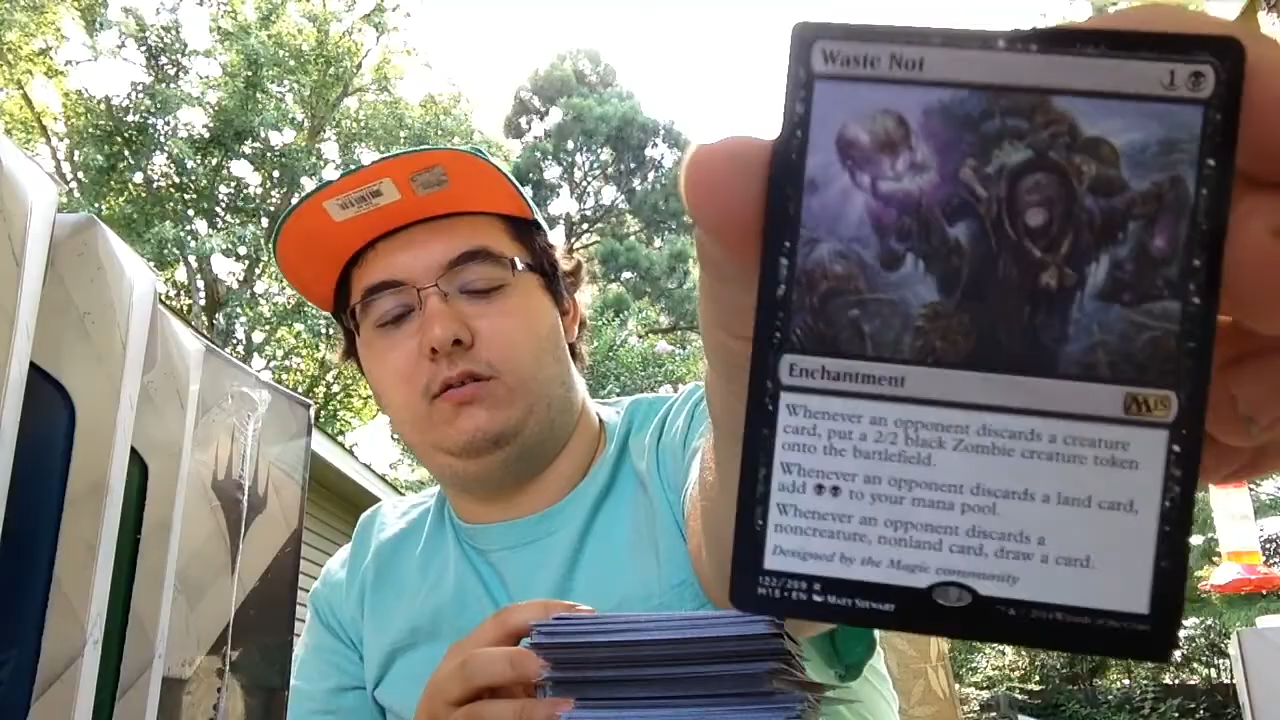 Waste Not 1
Enchantment
M15
Whenever an opponent discards a creature
card, put a 2/2 black Zombie creature token
onto the battlefield.
Whenever an opponent discards a land card,
add to your mana pool.
Whenever an opponent discards a
noncreature, nonland card, draw a card.
Designed by the Magic community
122/269 R
M15 • EN Matt Stewart